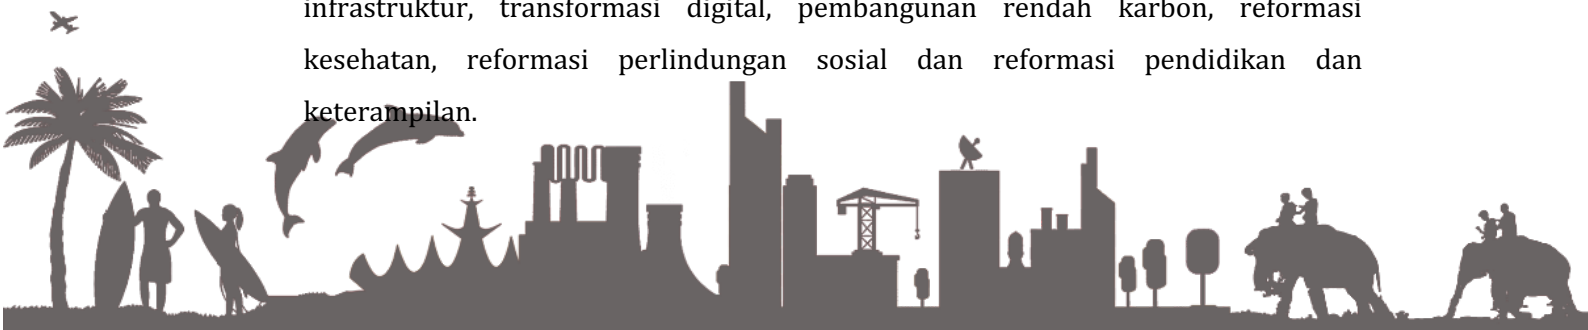 infrastruktur, transformasi digital, pembangunan rendah karbon, reformasi
kesehatan, reformasi perlindungan sosial dan reformasi pendidikan dan
keterampilan.